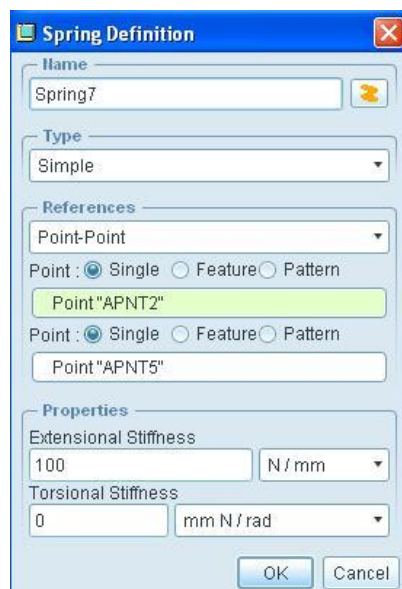 Spring Definition
Name
Spring7
Type
Simple
References
Point-Point
Point : Single Feature Pattern
Point "APNT2"
Point : Single Feature Pattern
Point "APNT5"
Properties
Extensional Stiffness
100 N / mm
Torsional Stiffness
0 mm N / rad
OK Cancel